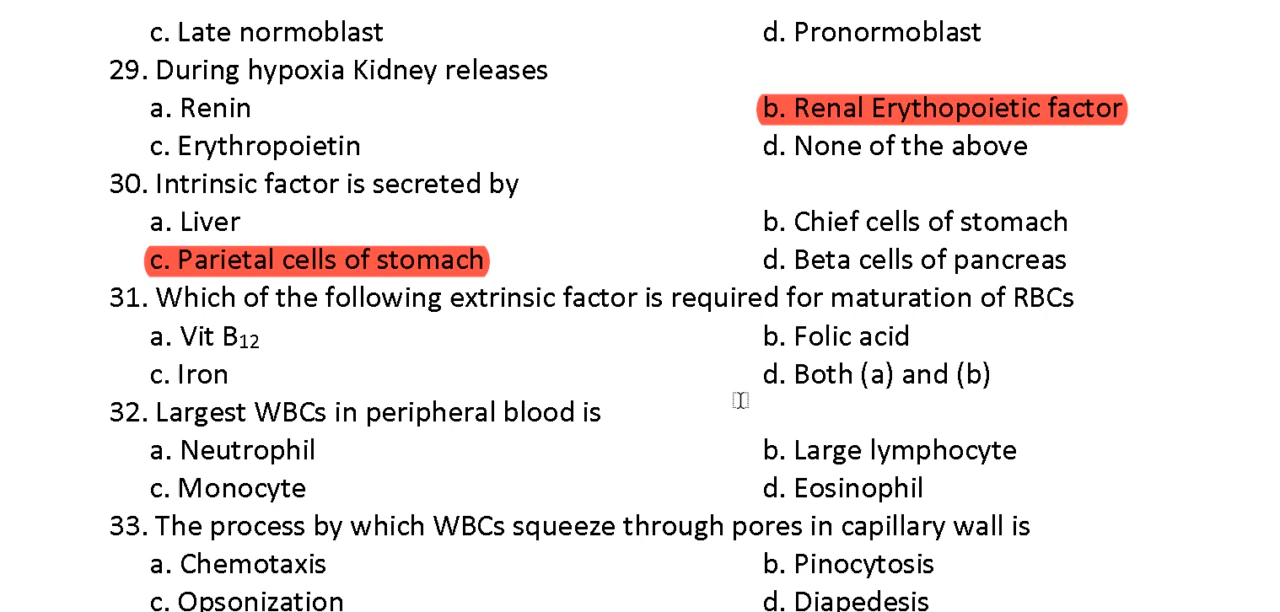 c. Late normoblast d. Pronormoblast
29. During hypoxia Kidney releases
a. Renin b. Renal Erythopoietic factor
c. Erythropoietin d. None of the above
30. Intrinsic factor is secreted by
a. Liver b. Chief cells of stomach
c. Parietal cells of stomach d. Beta cells of pancreas
31. Which of the following extrinsic factor is required for maturation of RBCs
a. Vit B₁₂ b. Folic acid
c. Iron d. Both (a) and (b)
32. Largest WBCs in peripheral blood is
a. Neutrophil b. Large lymphocyte
c. Monocyte d. Eosinophil
33. The process by which WBCs squeeze through pores in capillary wall is
a. Chemotaxis b. Pinocytosis
c. Opsonization d. Diapedesis